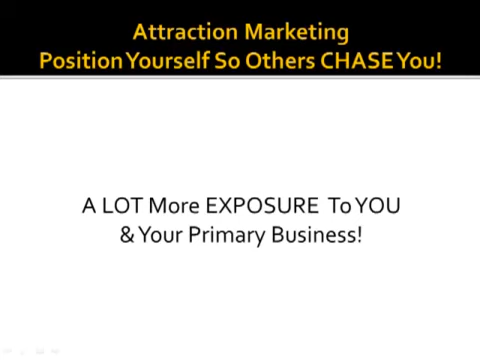 Attraction Marketing
Position Yourself So Others CHASE You!
A LOT More EXPOSURE To YOU
& Your Primary Business!